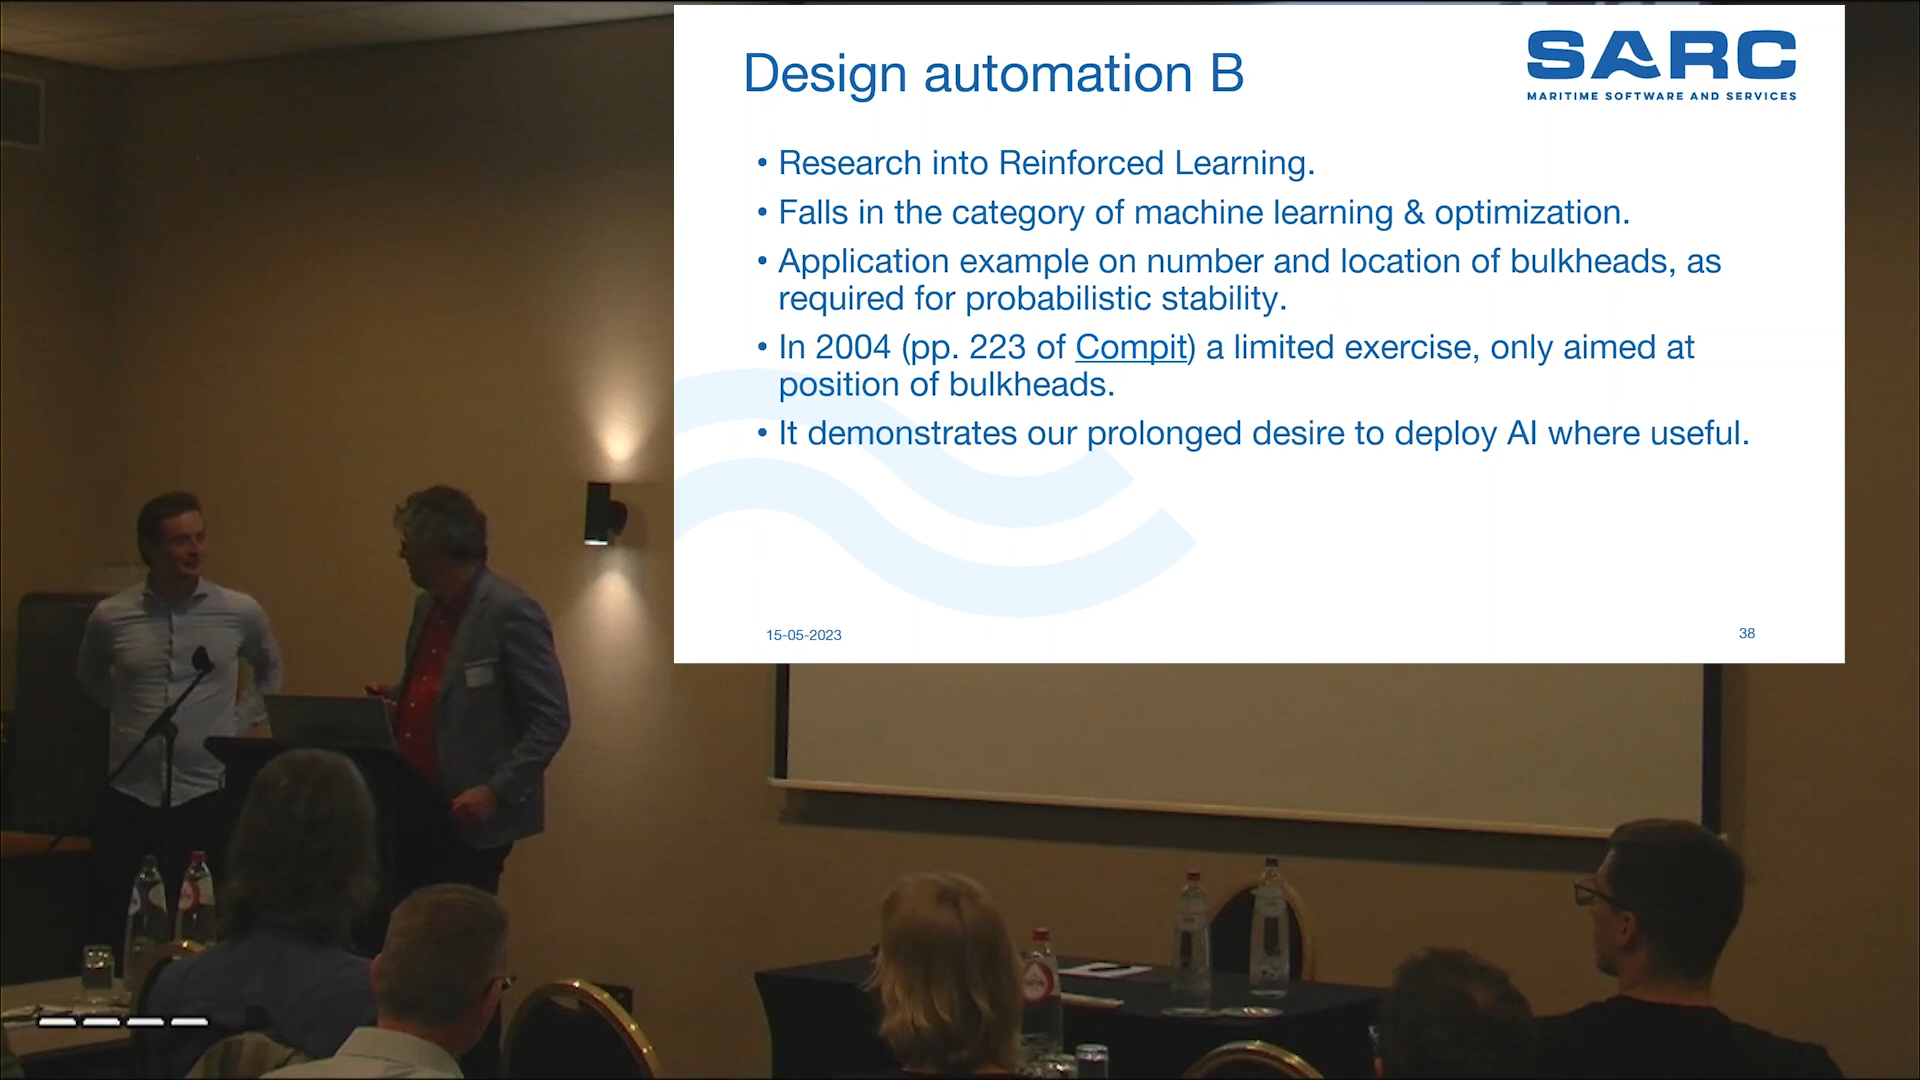 Design automation B
SARC
MARITIME SOFTWARE AND SERVICES
• Research into Reinforced Learning.
• Falls in the category of machine learning & optimization.
• Application example on number and location of bulkheads, as
required for probabilistic stability.
• In 2004 (pp. 223 of Compit) a limited exercise, only aimed at
position of bulkheads.
• It demonstrates our prolonged desire to deploy AI where useful.
15-05-2023
38